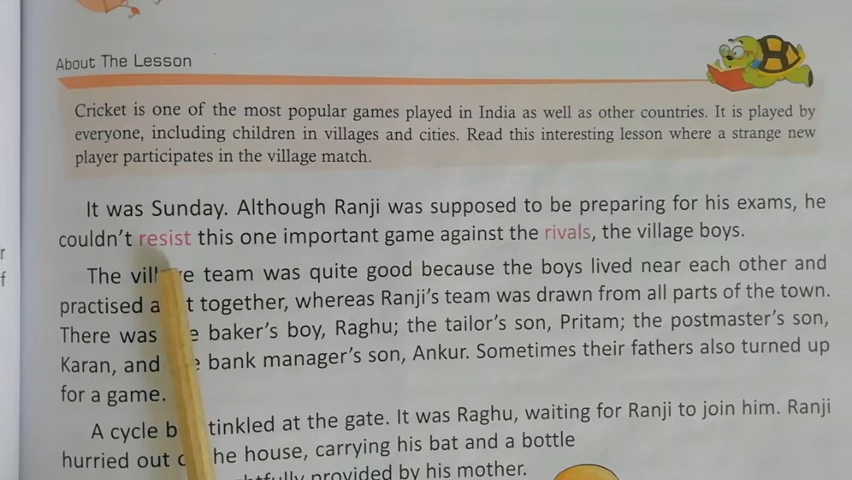 About The Lesson
Cricket is one of the most popular games played in India as well as other countries. It is played by
everyone, including children in villages and cities. Read this interesting lesson where a strange new
player participates in the village match.
It was Sunday. Although Ranji was supposed to be preparing for his exams, he
couldn't resist this one important game against the rivals, the village boys.
The team was quite good because the boys lived near each other and
practised a together, whereas Ranji's team was drawn from all parts of the town.
There was baker's boy, Raghu; the tailor's son, Pritam; the postmaster's son,
Karan, and bank manager's son, Ankur. Sometimes their fathers also turned up
for a game.
A cycle tinkled at the gate. It was Raghu, waiting for Ranji to join him. Ranji
hurried out house, carrying his bat and a bottle
provided by his mother.